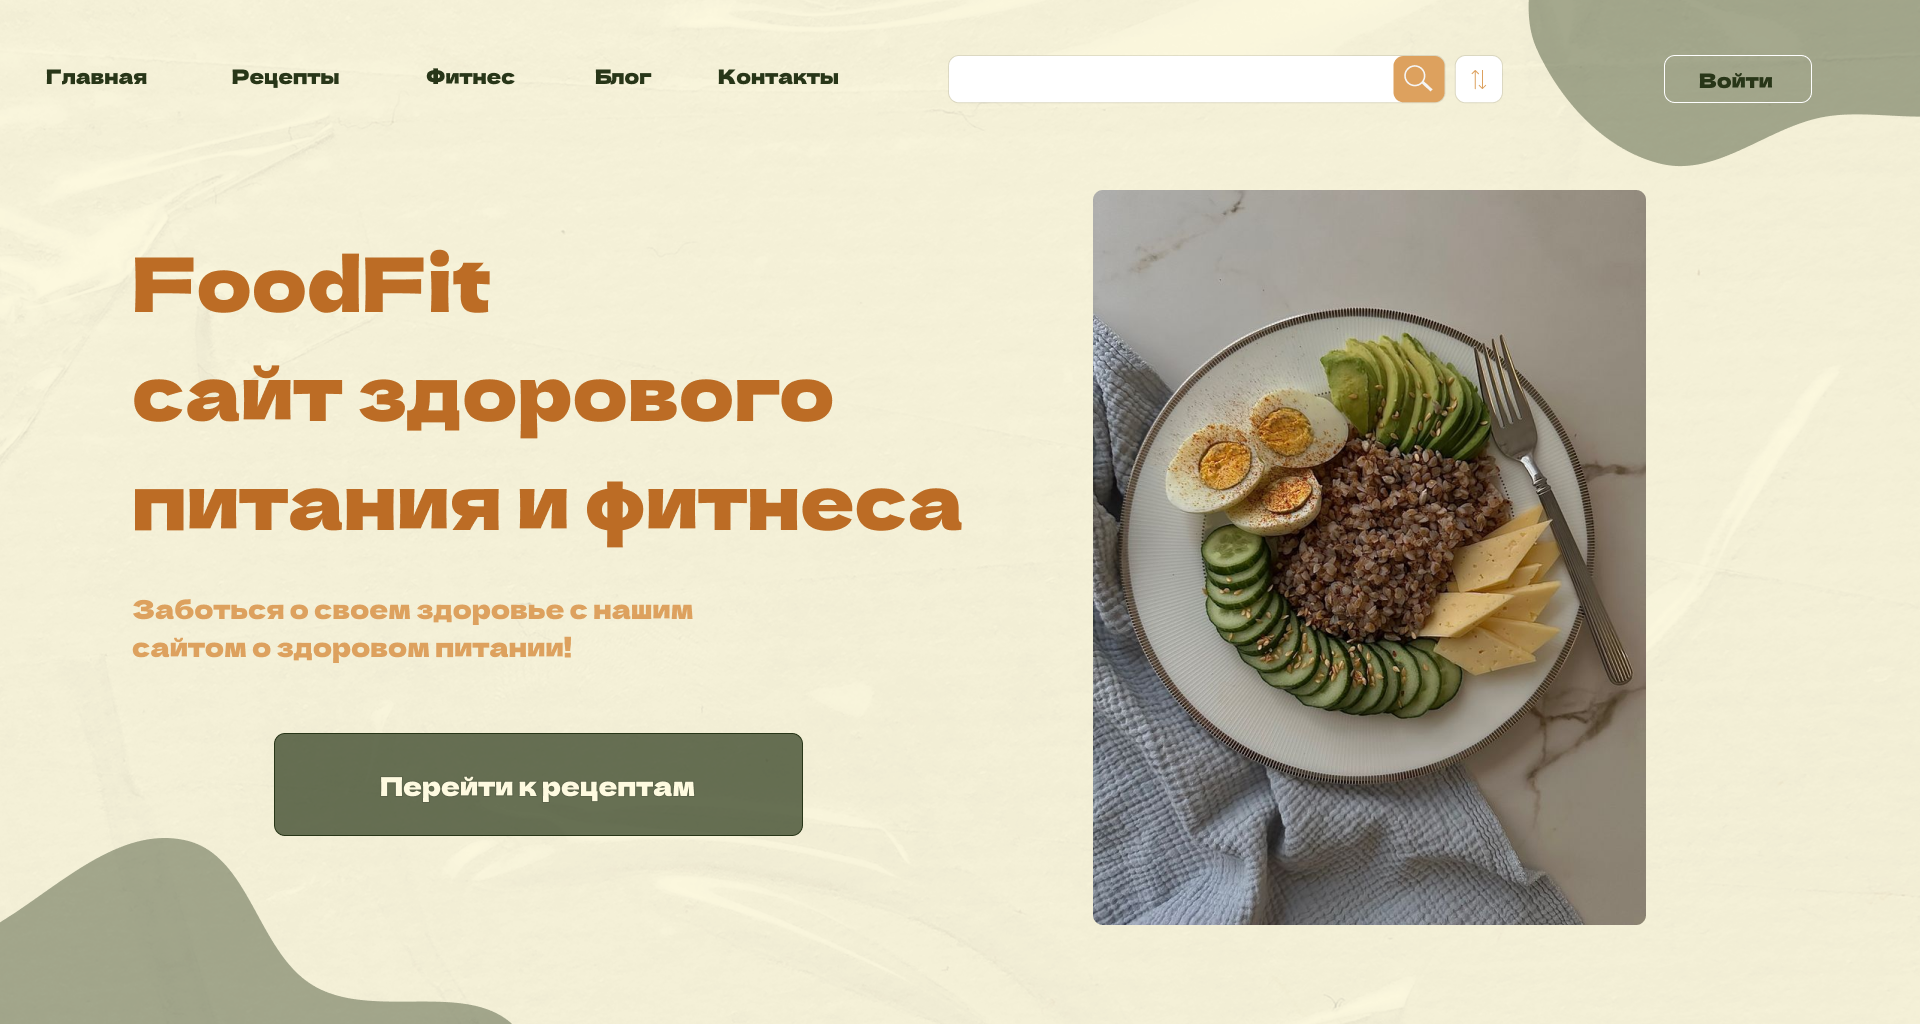 Главная Рецепты Фитнес Блог Контакты Войти
FoodFit
сайт здорового
питания и фитнеса
Заботься о своем здоровье с нашим
сайтом о здоровом питании!
Перейти к рецептам